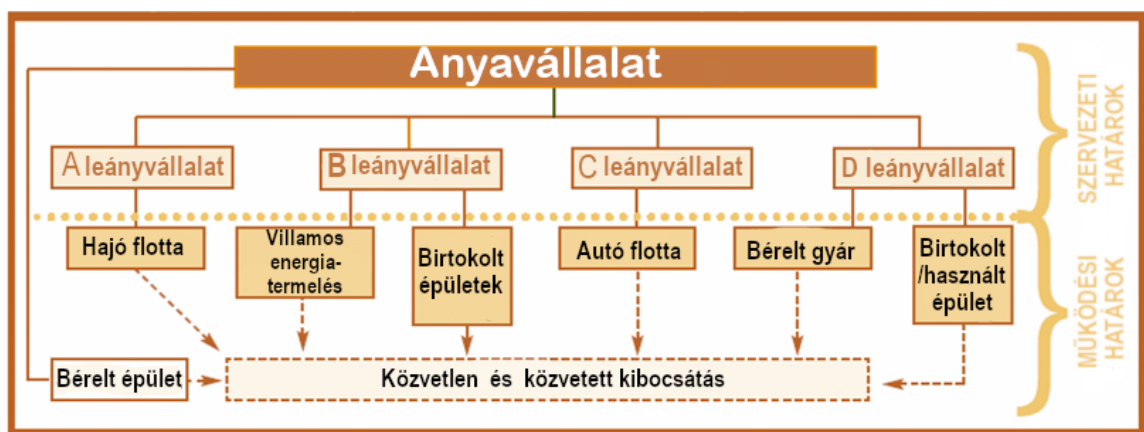 Anyavállalat
A leányvállalat
B leányvállalat
C leányvállalat
D leányvállalat
SZERVEZETI
HATÁROK
Hajó flotta
Villamos
energia-
termelés
Birtokolt
épületek
Autó flotta
Bérelt gyár
Birtokolt
/használt
épület
MŰKÖDÉSI
HATÁROK
Bérelt épület
Közvetlen és közvetett kibocsátás